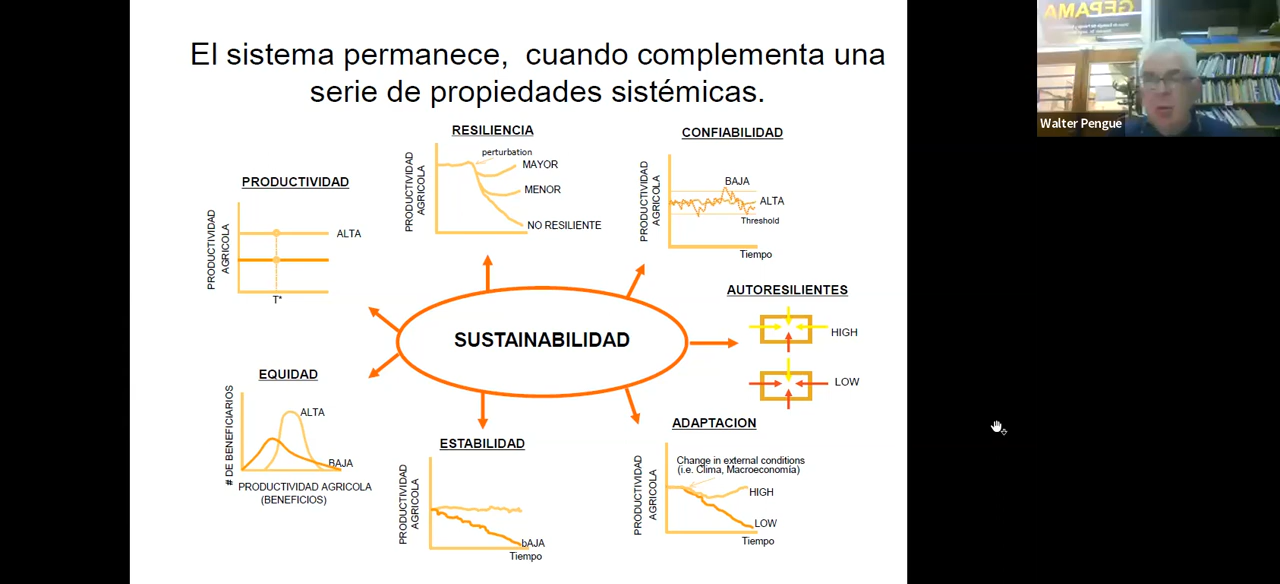 El sistema permanece, cuando complementa una
serie de propiedades sistémicas.
GEPAMA
Walter Pengue
RESILIENCIA
PRODUCTIVIDAD
AGRICOLA
perturbation
MAYOR
MENOR
NO RESILIENTE
CONFIABILIDAD
PRODUCTIVIDAD
AGRICOLA
BAJA
ALTA
Threshold
Tiempo
PRODUCTIVIDAD
PRODUCTIVIDAD
AGRICOLA
ALTA
T*
AUTORESILIENTES
HIGH
LOW
SUSTAINABILIDAD
EQUIDAD
# DE BENEFICIARIOS
ALTA
BAJA
PRODUCTIVIDAD AGRICOLA
(BENEFICIOS)
ESTABILIDAD
PRODUCTIVIDAD
AGRICOLA
bAJA
Tiempo
ADAPTACION
PRODUCTIVIDAD
AGRICOLA
Change in external conditions
(i.e. Clima, Macroeconomía)
HIGH
LOW
Tiempo